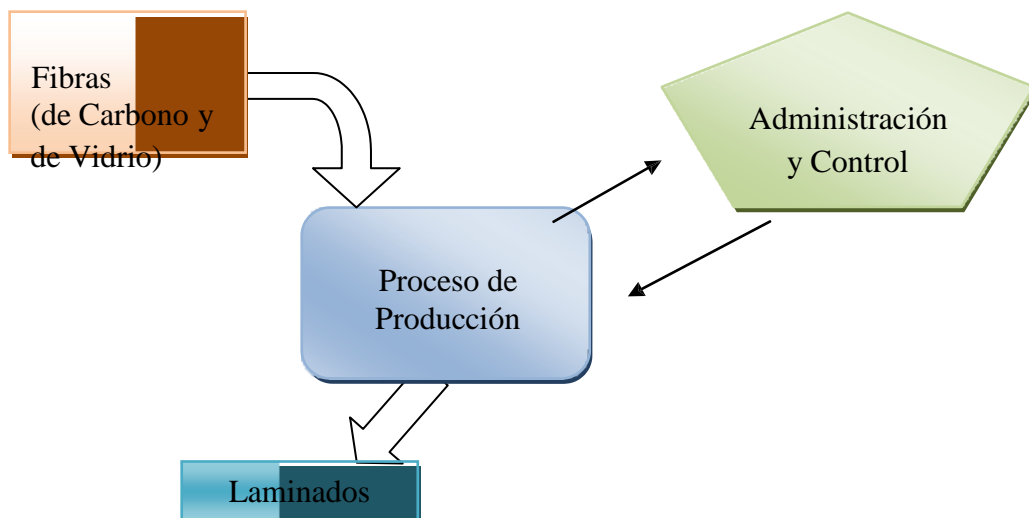 Fibras
(de Carbono y
de Vidrio)
Administración
y Control
Proceso de
Producción
Laminados